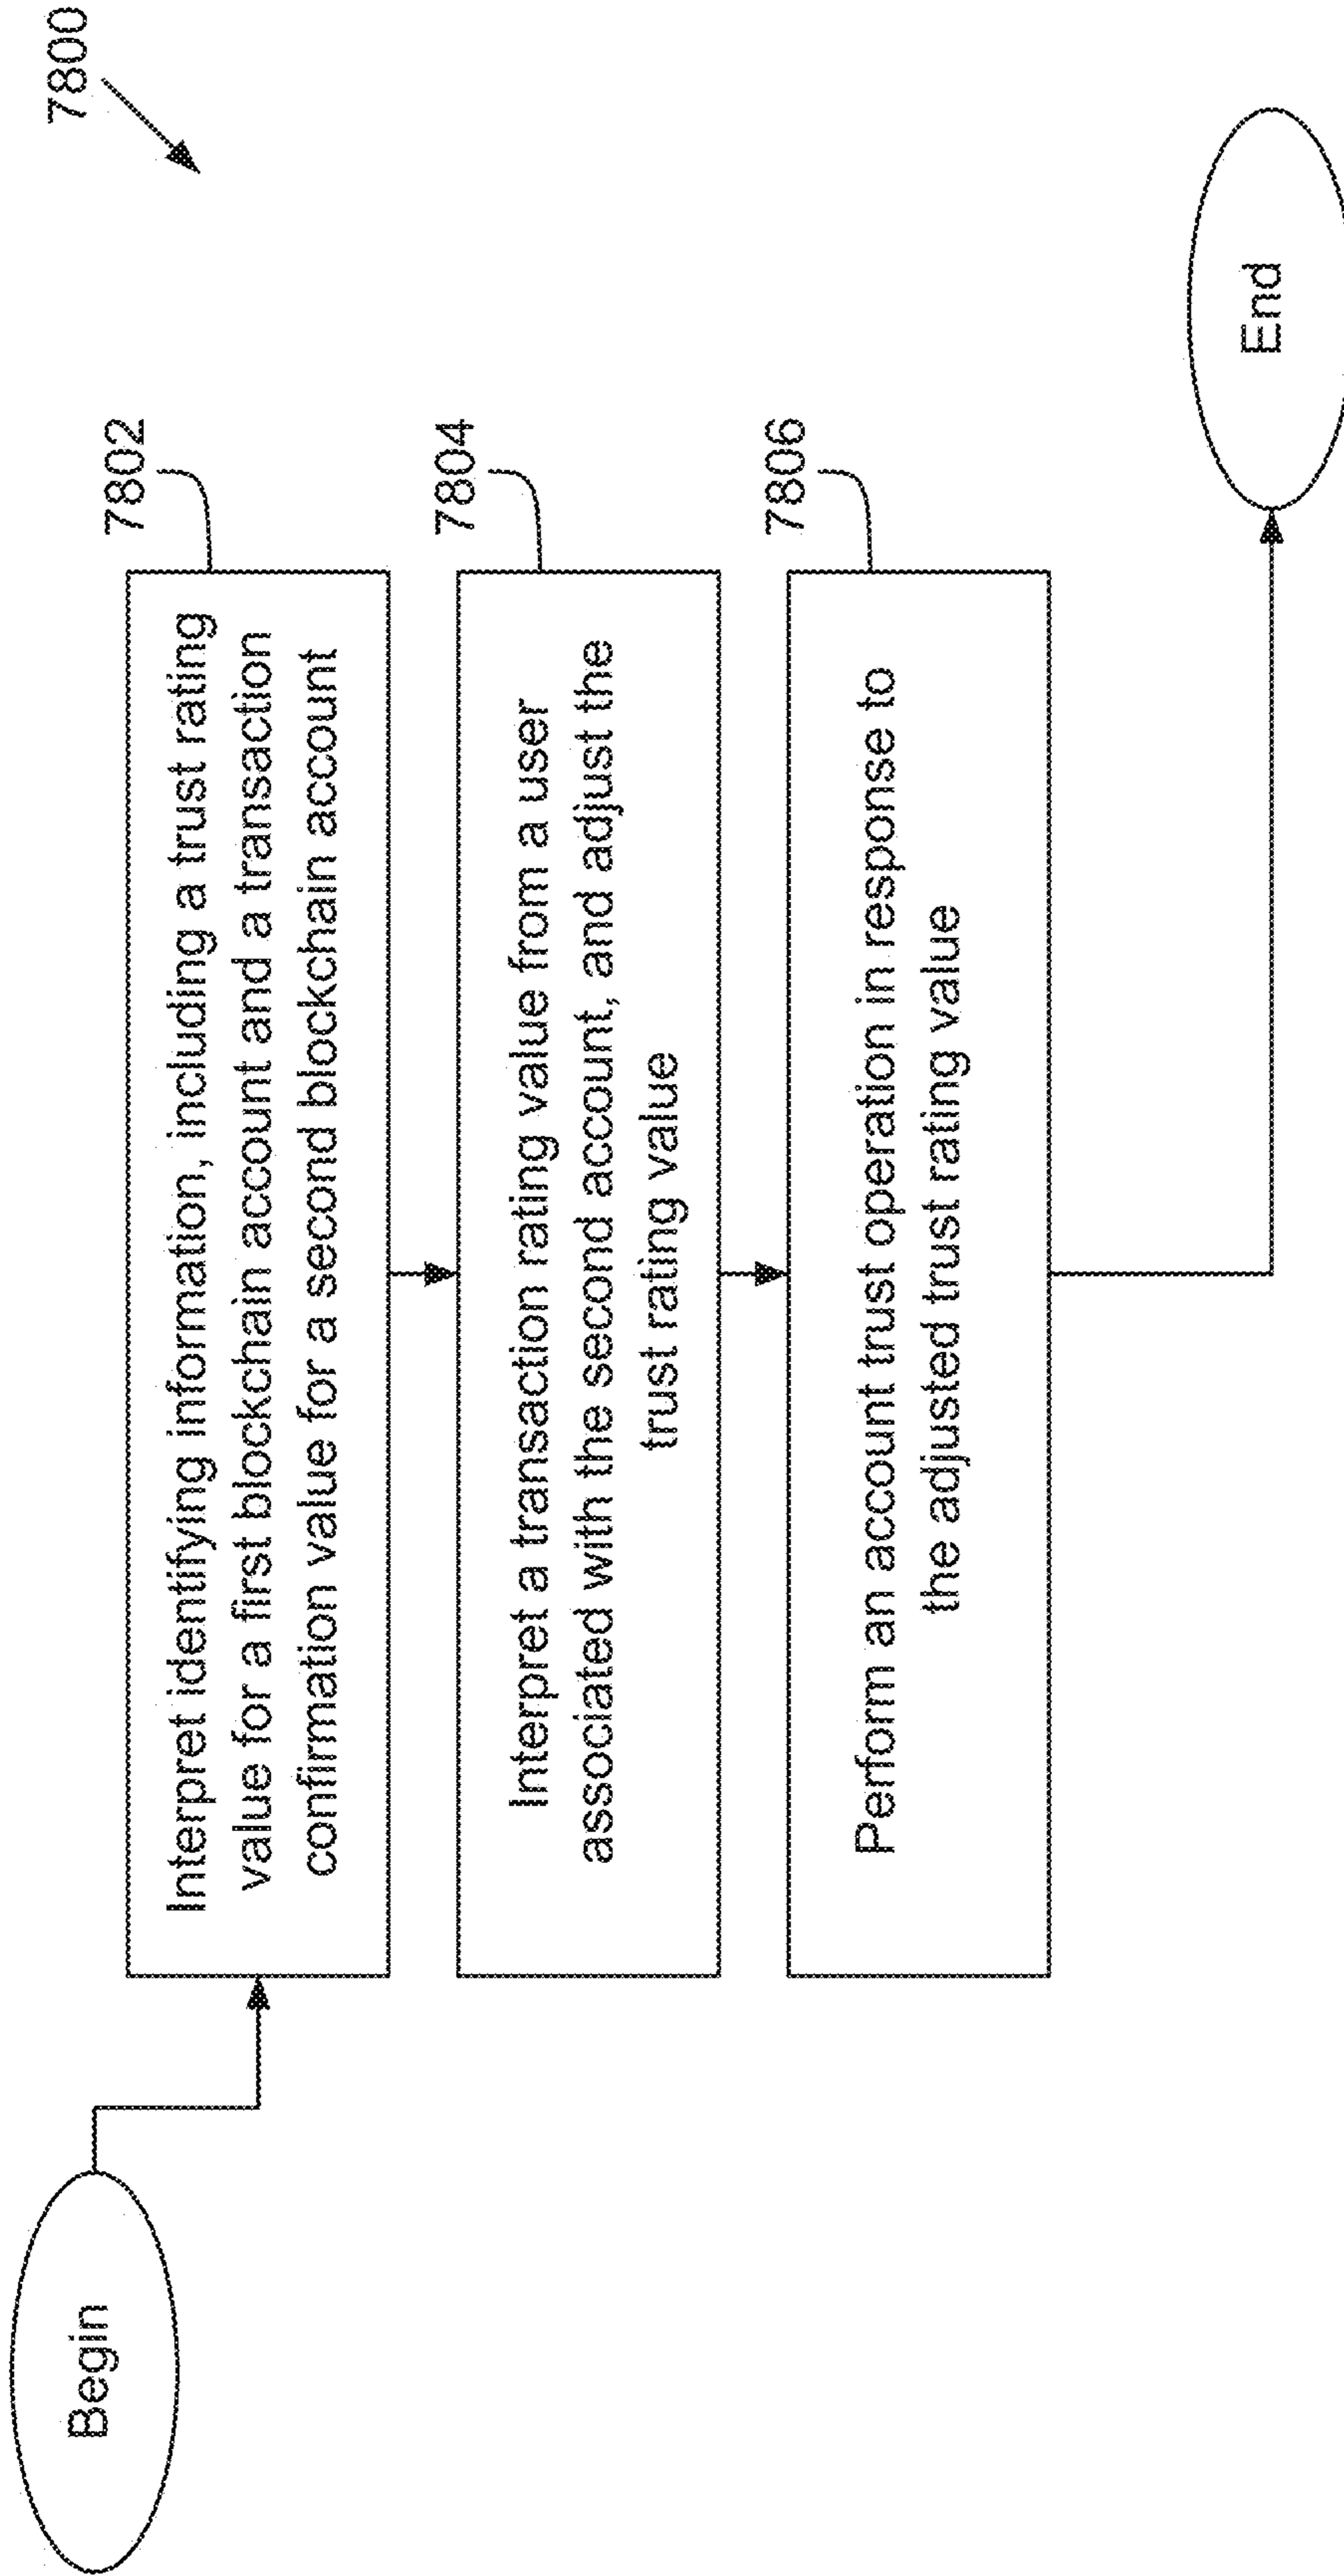 7800
Begin
7802
Interpret identifying information, including a trust rating
value for a first blockchain account and a transaction
confirmation value for a second blockchain account
7804
Interpret a transaction rating value from a user
associated with the second account, and adjust the
trust rating value
7806
Perform an account trust operation in response to
the adjusted trust rating value
End